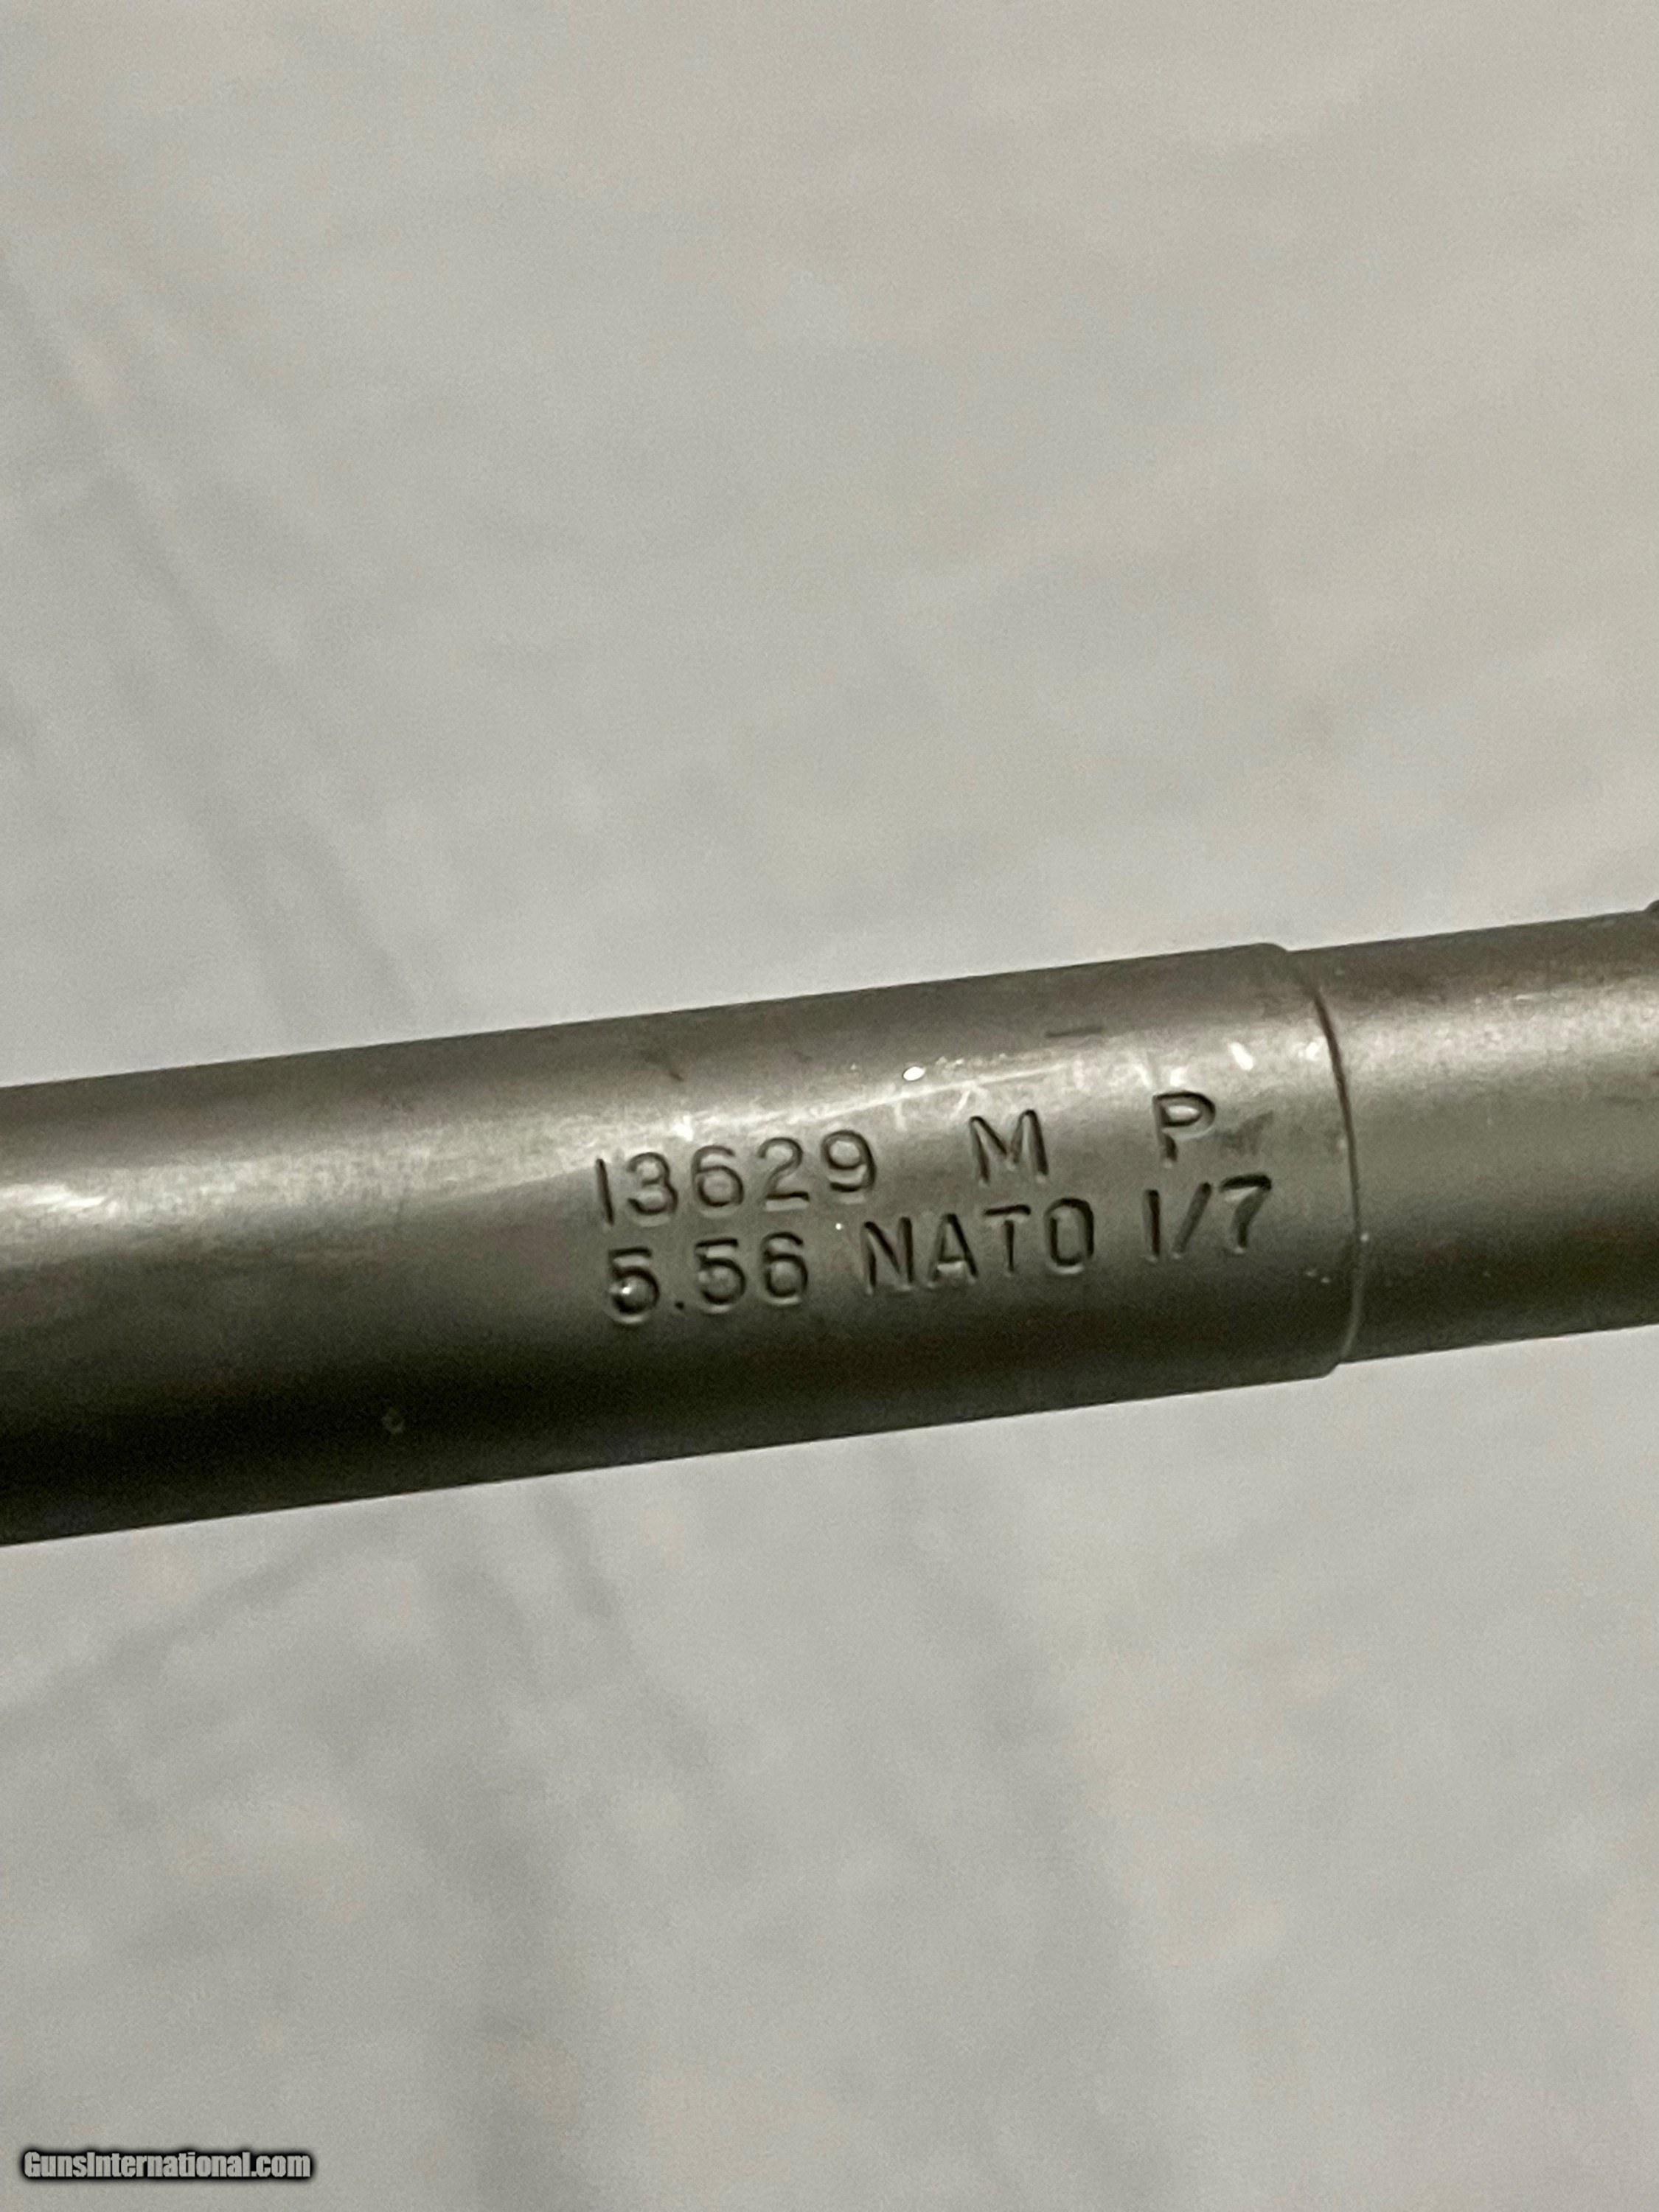 13629 M P
5.56 NATO 1/7
GunsInternational.com